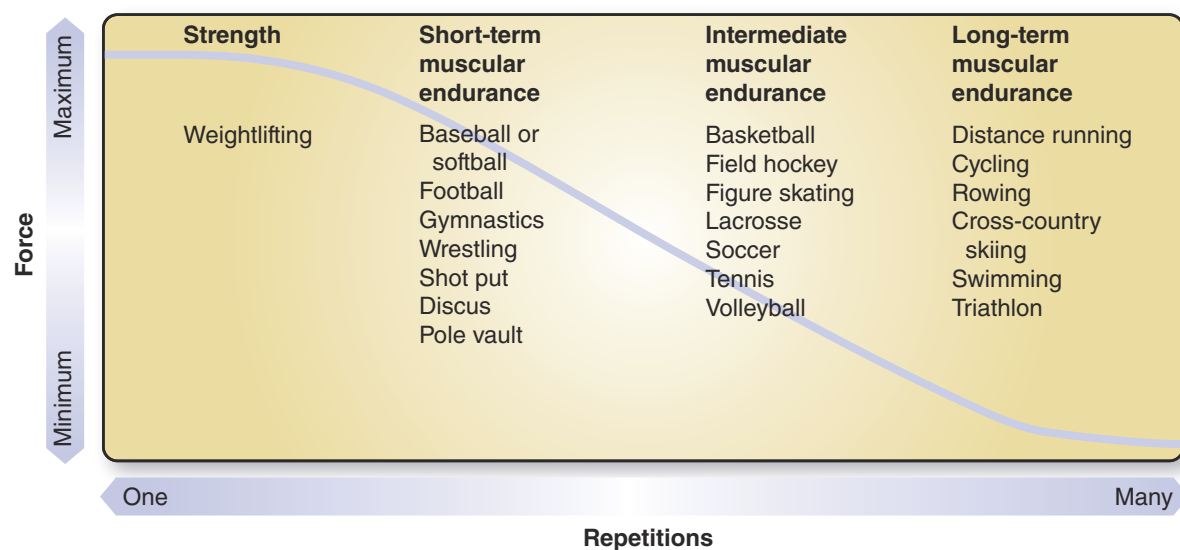 Maximum
Force
Minimum
Strength
Weightlifting
Short-term
muscular
endurance
Baseball or
softball
Football
Gymnastics
Wrestling
Shot put
Discus
Pole vault
Intermediate
muscular
endurance
Basketball
Field hockey
Figure skating
Lacrosse
Soccer
Tennis
Volleyball
Long-term
muscular
endurance
Distance running
Cycling
Rowing
Cross-country
skiing
Swimming
Triathlon
One
Many
Repetitions